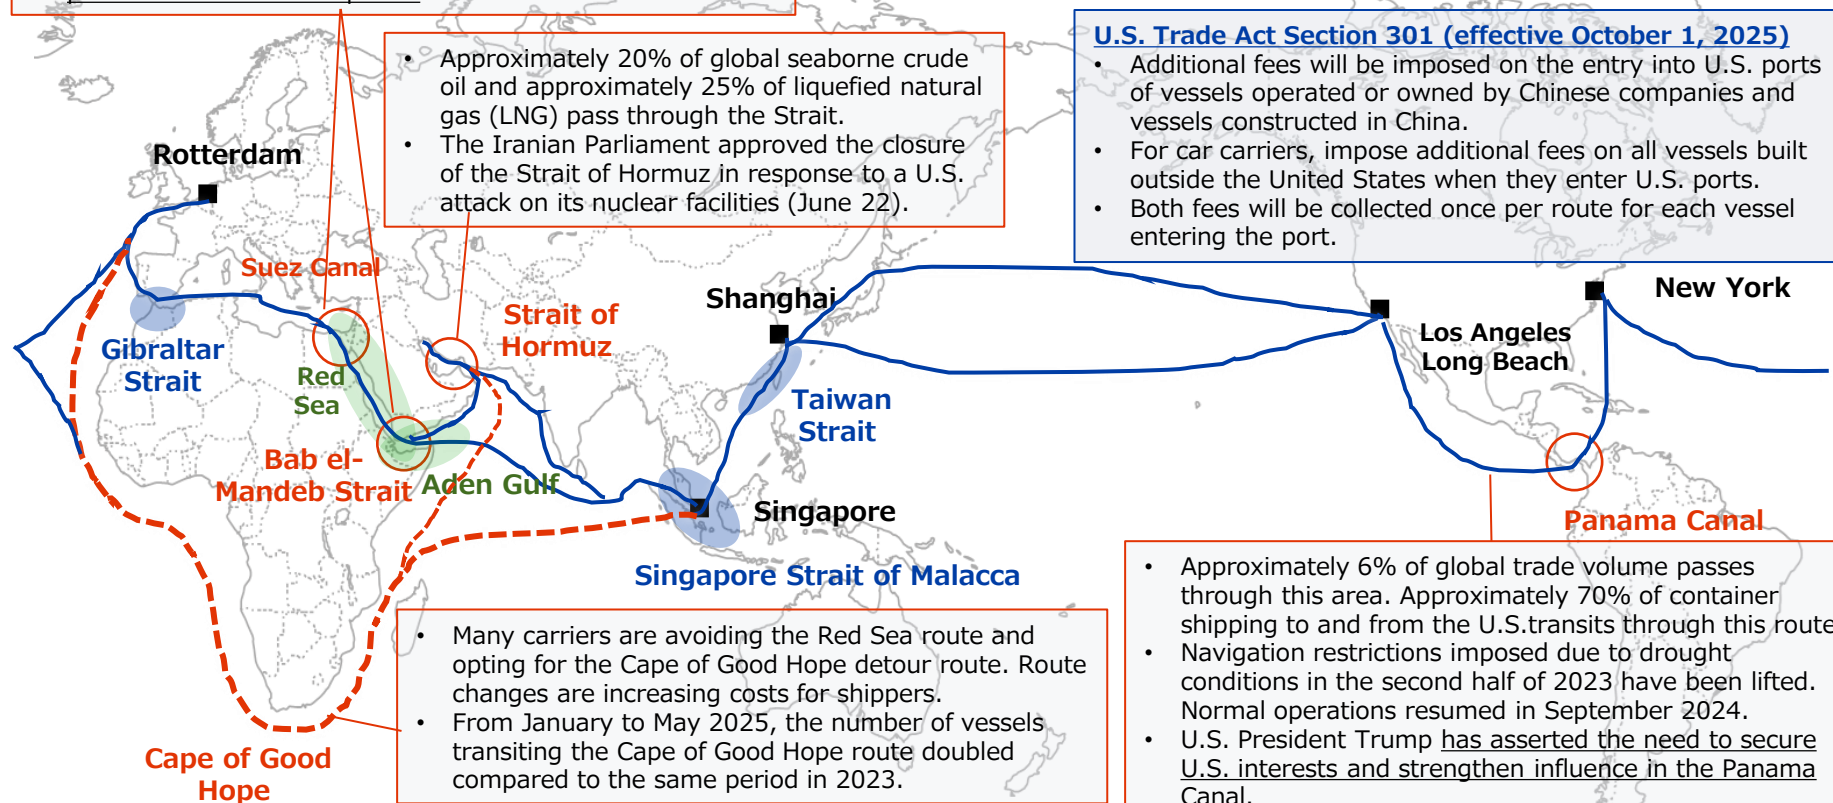 • Approximately 20% of global seaborne crude
oil and approximately 25% of liquefied natural
gas (LNG) pass through the Strait.
• The Iranian Parliament approved the closure
of the Strait of Hormuz in response to a U.S.
attack on its nuclear facilities (June 22).
U.S. Trade Act Section 301 (effective October 1, 2025)
• Additional fees will be imposed on the entry into U.S. ports
of vessels operated or owned by Chinese companies and
vessels constructed in China.
• For car carriers, impose additional fees on all vessels built
outside the United States when they enter U.S. ports.
• Both fees will be collected once per route for each vessel
entering the port.
Rotterdam
Suez Canal
Strait of
Hormuz
Shanghai
New York
Los Angeles
Long Beach
Gibraltar
Strait
Red
Sea
Taiwan
Strait
Bab el-
Mandeb Strait
Aden Gulf
Singapore
Panama Canal
Singapore Strait of Malacca
• Many carriers are avoiding the Red Sea route and
opting for the Cape of Good Hope detour route. Route
changes are increasing costs for shippers.
• From January to May 2025, the number of vessels
transiting the Cape of Good Hope route doubled
compared to the same period in 2023.
Cape of Good
Hope
• Approximately 6% of global trade volume passes
through this area. Approximately 70% of container
shipping to and from the U.S.transits through this route
• Navigation restrictions imposed due to drought
conditions in the second half of 2023 have been lifted.
Normal operations resumed in September 2024.
• U.S. President Trump has asserted the need to secure
U.S. interests and strengthen influence in the Panama
Canal.